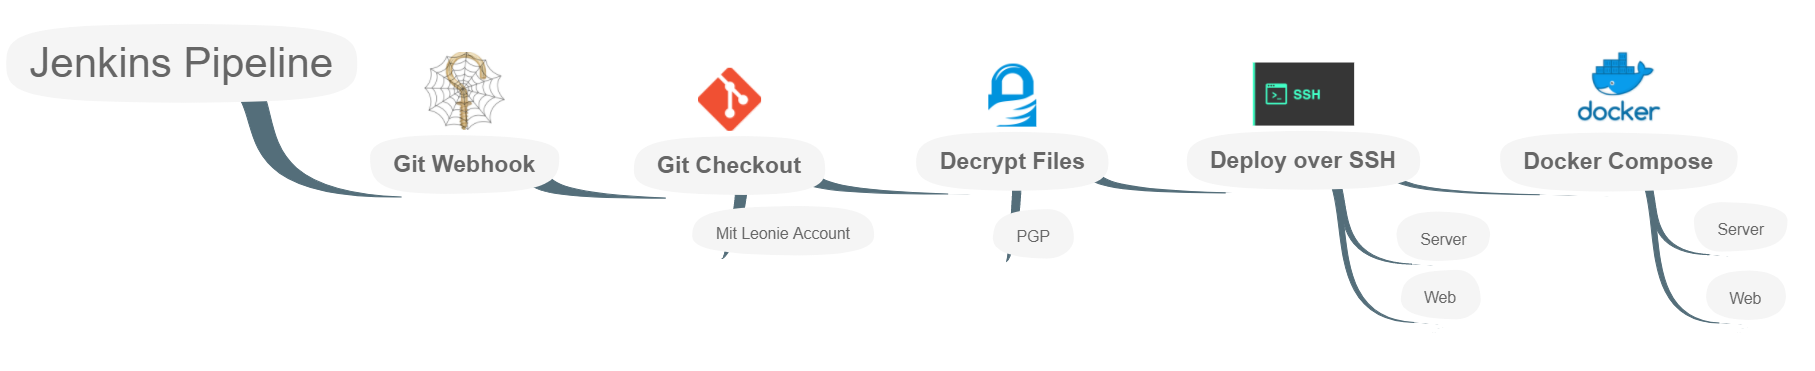 Jenkins Pipeline
Git Webhook
Git Checkout
Mit Leonie Account
Decrypt Files
PGP
SSH
Deploy over SSH
Server
Web
docker
Docker Compose
Server
Web